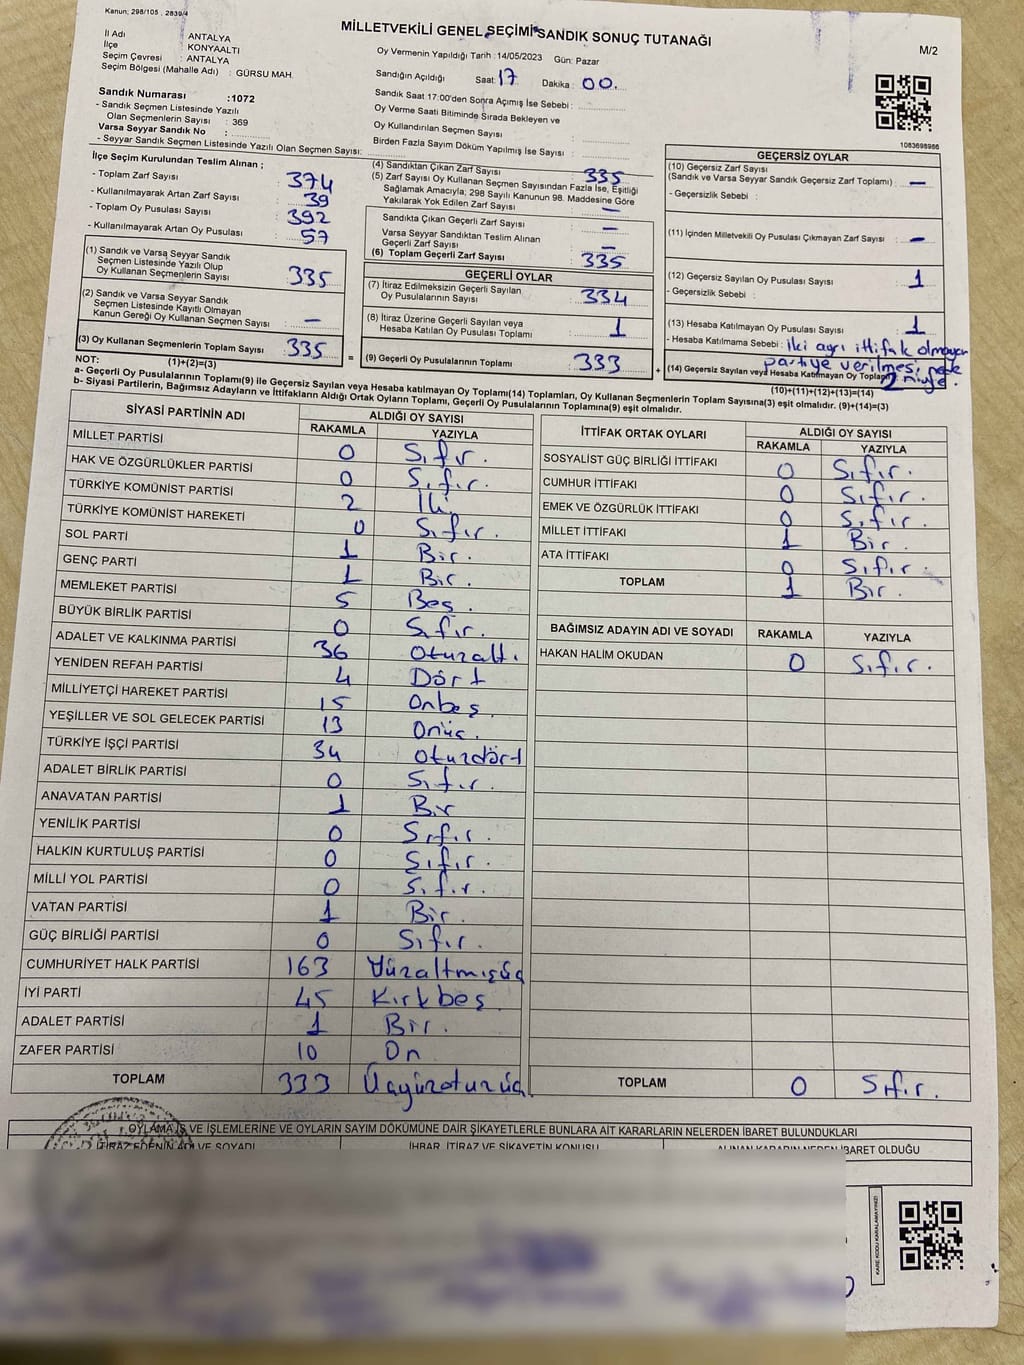 Kanun; 298/105 , 2839/4
MİLLETVEKİLİ GENEL SEÇİMİ SANDIK SONUÇ TUTANAĞI
M/2
İl Adı : ANTALYA
İlçe : KONYAALTI
Seçim Çevresi : ANTALYA
Seçim Bölgesi (Mahalle Adı) : GÜRSU MAH.
Oy Vermenin Yapıldığı Tarih :14/05/2023 Gün: Pazar
Sandığın Açıldığı Saat: 17 Dakika : 00.
Sandık Numarası :1072
- Sandık Seçmen Listesinde Yazılı
Olan Seçmenlerin Sayısı : 369
Varsa Seyyar Sandık No :
- Seyyar Sandık Seçmen Listesinde Yazılı Olan Seçmen Sayısı:
Sandık Saat 17:00'den Sonra Açımış İse Sebebi :
Oy Verme Saati Bitiminde Sırada Bekleyen ve
Oy Kullandırılan Seçmen Sayısı :
Birden Fazla Sayım Döküm Yapılmış İse Sayısı :
1083698966
İlçe Seçim Kurulundan Teslim Alınan ;
- Toplam Zarf Sayısı : 374
- Kullanılmayarak Artan Zarf Sayısı : 39
- Toplam Oy Pusulası Sayısı : 392
- Kullanılmayarak Artan Oy Pusulası : 57
(1) Sandık ve Varsa Seyyar Sandık
Seçmen Listesinde Yazılı Olup
Oy Kullanan Seçmenlerin Sayısı : 335
(2) Sandık ve Varsa Seyyar Sandık
Seçmen Listesinde Kayıtlı Olmayan
Kanun Gereği Oy Kullanan Seçmen Sayısı : -
(3) Oy Kullanan Seçmenlerin Toplam Sayısı : 335 =
(1)+(2)=(3)
(4) Sandıktan Çıkan Zarf Sayısı : 335
(5) Zarf Sayısı Oy Kullanan Seçmen Sayısından Fazla İse, Eşitliği
Sağlamak Amacıyla; 298 Sayılı Kanunun 98. Maddesine Göre
Yakılarak Yok Edilen Zarf Sayısı : -
Sandıkta Çıkan Geçerli Zarf Sayısı : -
Varsa Seyyar Sandıktan Teslim Alınan
Geçerli Zarf Sayısı : -
(6) Toplam Geçerli Zarf Sayısı : 335
GEÇERLİ OYLAR
(7) İtiraz Edilmeksizin Geçerli Sayılan
Oy Pusulalarının Sayısı : 334
(8) İtiraz Üzerine Geçerli Sayılan veya
Hesaba Katılan Oy Pusulası Toplamı : 1
(9) Geçerli Oy Pusulalarının Toplamı : 333 +
GEÇERSİZ OYLAR
(10) Geçersiz Zarf Sayısı
(Sandık ve Varsa Seyyar Sandık Geçersiz Zarf Toplamı) : -
- Geçersizlik Sebebi :
(11) İçinden Milletvekili Oy Pusulası Çıkmayan Zarf Sayısı : -
(12) Geçersiz Sayılan Oy Pusulası Sayısı : 1
- Geçersizlik Sebebi :
(13) Hesaba Katılmayan Oy Pusulası Sayısı : 1
- Hesaba Katılmama Sebebi : iki ayrı ittifak olmayan
partiye verilmesi
(14) Geçersiz Sayılan veya Hesaba Katılmayan Oy Toplamı 2
(10)+(11)+(12)+(13)=(14)
NOT:
a- Geçerli Oy Pusulalarının Toplamı(9) ile Geçersiz Sayılan veya Hesaba katılmayan Oy Toplamı(14) Toplamları, Oy Kullanan Seçmenlerin Toplam Sayısına(3) eşit olmalıdır. (9)+(14)=(3)
b- Siyasi Partilerin, Bağımsız Adayların ve İttifakların Aldığı Ortak Oyların Toplamı, Geçerli Oy Pusulalarının Toplamına(9) eşit olmalıdır.
SİYASİ PARTİNİN ADI ALDIĞI OY SAYISI
RAKAMLA YAZIYLA
MİLLET PARTİSİ 0 Sıfır.
HAK VE ÖZGÜRLÜKLER PARTİSİ 0 Sıfır.
TÜRKİYE KOMÜNİST PARTİSİ 2 İki
TÜRKİYE KOMÜNİST HAREKETİ 0 Sıfır.
SOL PARTİ 1 Bir.
GENÇ PARTİ 1 Bir.
MEMLEKET PARTİSİ 5 Beş.
BÜYÜK BİRLİK PARTİSİ 0 Sıfır.
ADALET VE KALKINMA PARTİSİ 36 Otuzaltı
YENİDEN REFAH PARTİSİ 4 Dört
MİLLİYETÇİ HAREKET PARTİSİ 15 Onbeş.
YEŞİLLER VE SOL GELECEK PARTİSİ 13 Onüç.
TÜRKİYE İŞÇİ PARTİSİ 34 Otuzdört
ADALET BİRLİK PARTİSİ 0 Sıfır.
ANAVATAN PARTİSİ 1 Bir
YENİLİK PARTİSİ 0 Sıfır.
HALKIN KURTULUŞ PARTİSİ 0 Sıfır.
MİLLİ YOL PARTİSİ 0 Sıfır.
VATAN PARTİSİ 1 Bir.
GÜÇ BİRLİĞİ PARTİSİ 0 Sıfır.
CUMHURİYET HALK PARTİSİ 163 Yüzaltmışüç
İYİ PARTİ 45 Kırkbeş
ADALET PARTİSİ 1 Bir.
ZAFER PARTİSİ 10 On
TOPLAM 333 Üçyüzotuzüç
İTTİFAK ORTAK OYLARI ALDIĞI OY SAYISI
RAKAMLA YAZIYLA
SOSYALİST GÜÇ BİRLİĞİ İTTİFAKI 0 Sıfır.
CUMHUR İTTİFAKI 0 Sıfır.
EMEK VE ÖZGÜRLÜK İTTİFAKI 0 Sıfır.
MİLLET İTTİFAKI 1 Bir.
ATA İTTİFAKI 0 Sıfır.
TOPLAM 1 Bir.
BAĞIMSIZ ADAYIN ADI VE SOYADI RAKAMLA YAZIYLA
HAKAN HALİM OKUDAN 0 Sıfır.
TOPLAM 0 Sıfır.
OYLAMA İŞ VE İŞLEMLERINE VE OYLARIN SAYIM DÖKÜMÜNE DAİR ŞİKAYETLERLE BUNLARA AİT KARARLARIN NELERDEN İBARET BULUNDUKLARI
İTİRAZ EDENİN ADI VE SOYADI İHBAR, İTİRAZ VE ŞİKAYETİN KONUSU ALINAN KARARIN NEDEN İBARET OLDUĞU
KARE KODU KARALAMAYINIZ!